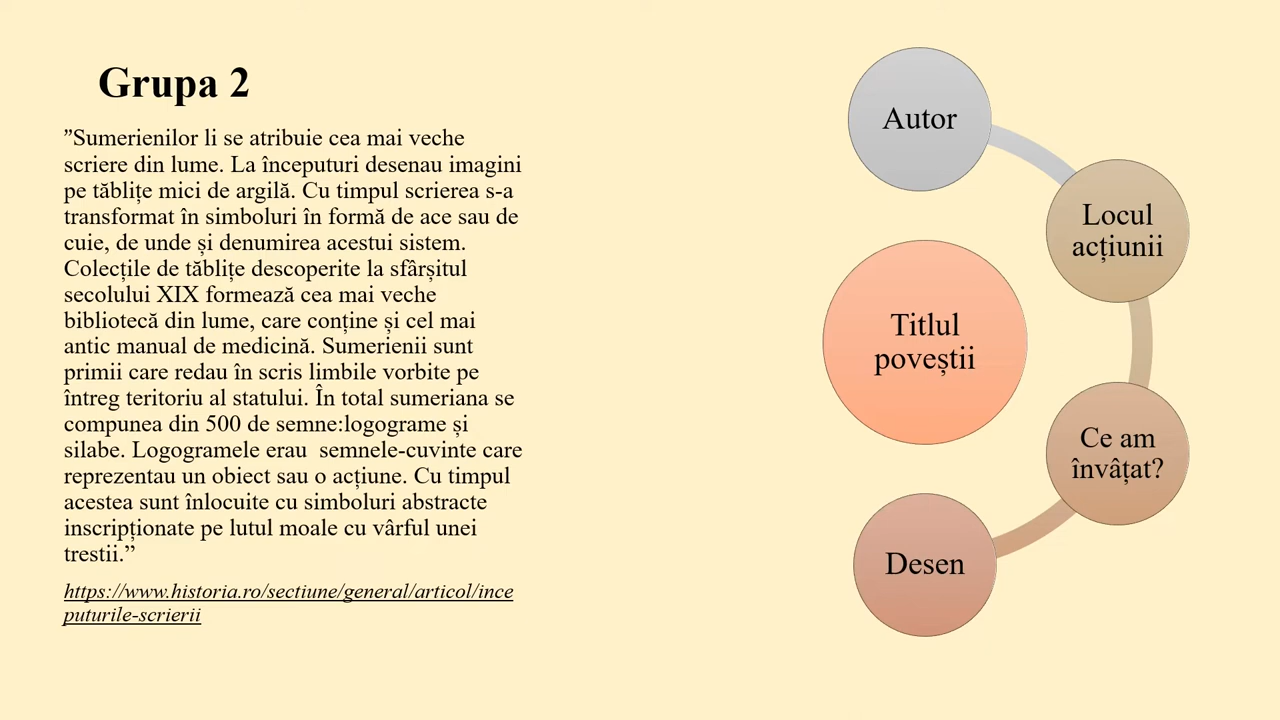 Grupa 2
”Sumerienilor li se atribuie cea mai veche
scriere din lume. La începuturi desenau imagini
pe tăblițe mici de argilă. Cu timpul scrierea s-a
transformat în simboluri în formă de ace sau de
cuie, de unde și denumirea acestui sistem.
Colecțile de tăblițe descoperite la sfârșitul
secolului XIX formează cea mai veche
bibliotecă din lume, care conține și cel mai
antic manual de medicină. Sumerienii sunt
primii care redau în scris limbile vorbite pe
întreg teritoriu al statului. În total sumeriana se
compunea din 500 de semne:logograme și
silabe. Logogramele erau  semnele-cuvinte care
reprezentau un obiect sau o acțiune. Cu timpul
acestea sunt înlocuite cu simboluri abstracte
inscripționate pe lutul moale cu vârful unei
trestii.”
https://www.historia.ro/sectiune/general/articol/ince
puturile-scrierii
Autor
Locul
acțiunii
Titlul
poveștii
Ce am
învâțat?
Desen